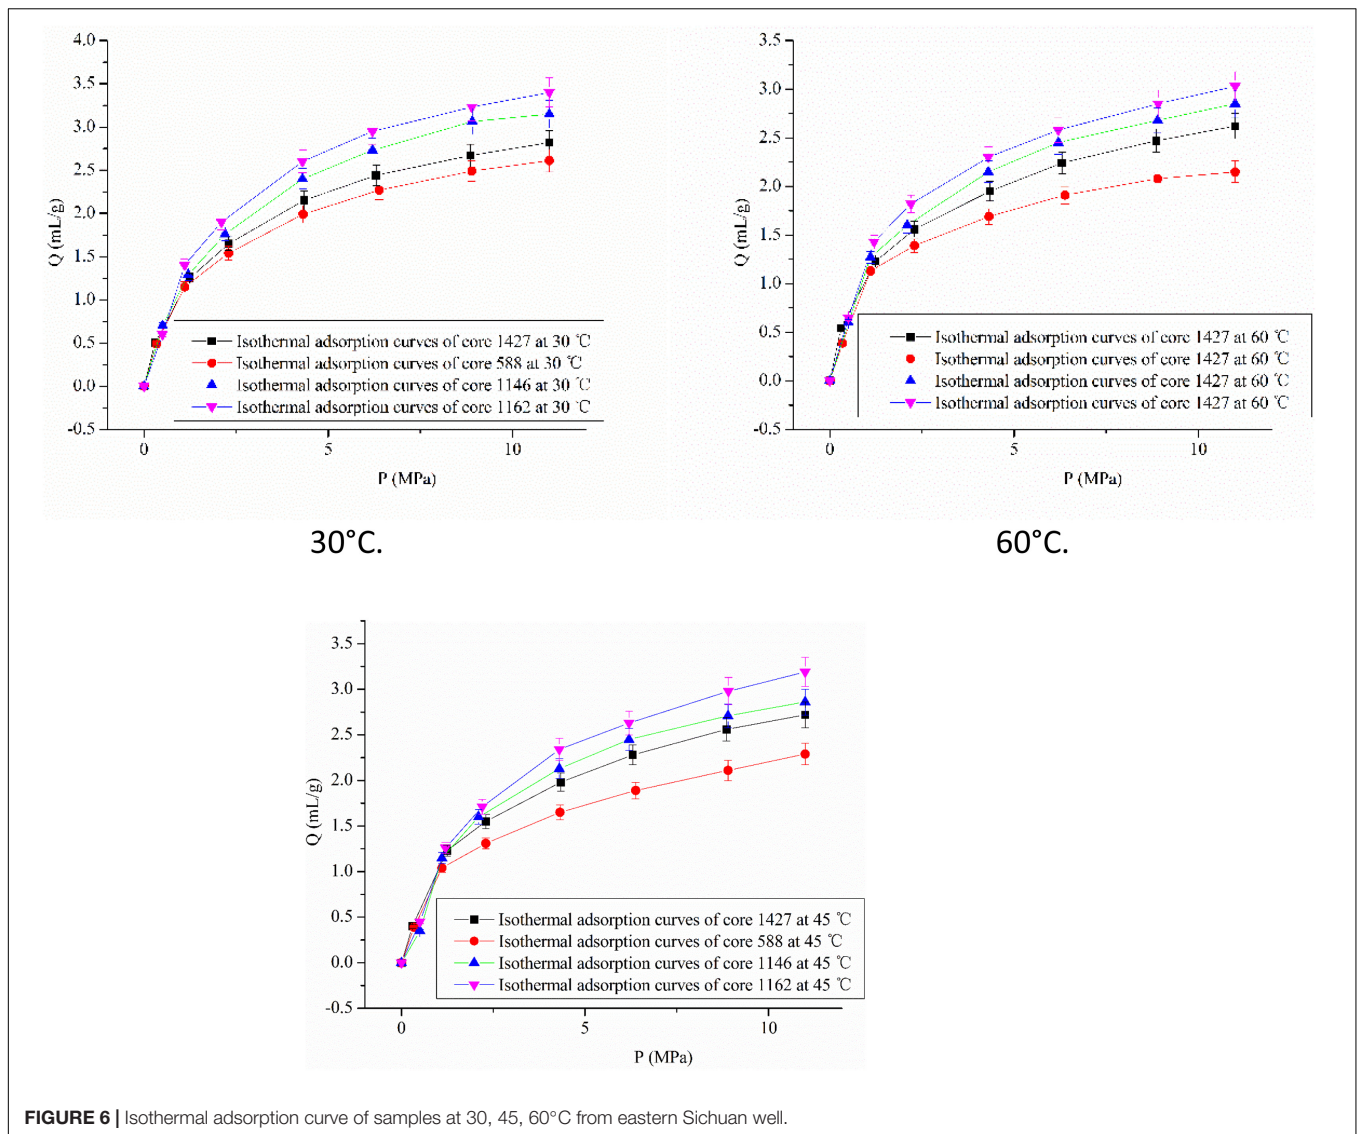 4.0
3.5
3.0
2.5
2.0
1.5
1.0
0.5
0.0
-0.5
Q (mL/g)
Isothermal adsorption curves of core 1427 at 30 ℃
Isothermal adsorption curves of core 588 at 30 ℃
Isothermal adsorption curves of core 1146 at 30 ℃
Isothermal adsorption curves of core 1162 at 30 ℃
0 5 10
P (MPa)
30°C.
3.5
3.0
2.5
2.0
1.5
1.0
0.5
0.0
-0.5
Q (mL/g)
Isothermal adsorption curves of core 1427 at 60 ℃
Isothermal adsorption curves of core 1427 at 60 ℃
Isothermal adsorption curves of core 1427 at 60 ℃
Isothermal adsorption curves of core 1427 at 60 ℃
0 5 10
P (MPa)
60°C.
3.5
3.0
2.5
2.0
1.5
1.0
0.5
0.0
-0.5
Q (mL/g)
Isothermal adsorption curves of core 1427 at 45 ℃
Isothermal adsorption curves of core 588 at 45 ℃
Isothermal adsorption curves of core 1146 at 45 ℃
Isothermal adsorption curves of core 1162 at 45 ℃
0 5 10
P (MPa)
FIGURE 6 | Isothermal adsorption curve of samples at 30, 45, 60°C from eastern Sichuan well.